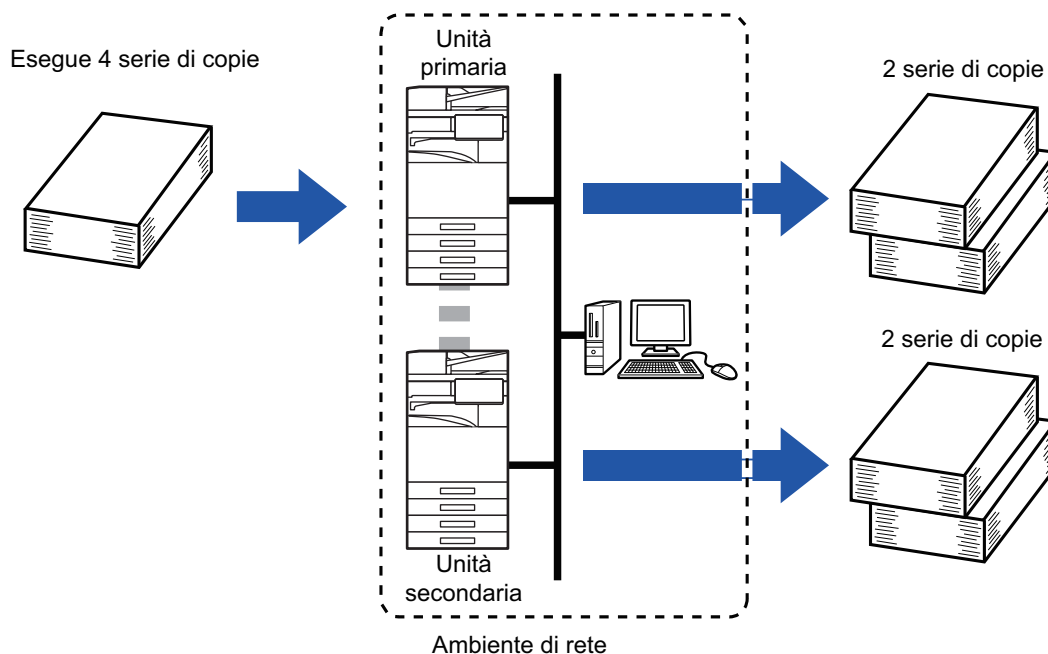 Esegue 4 serie di copie
Unità
primaria
2 serie di copie
2 serie di copie
Unità
secondaria
Ambiente di rete